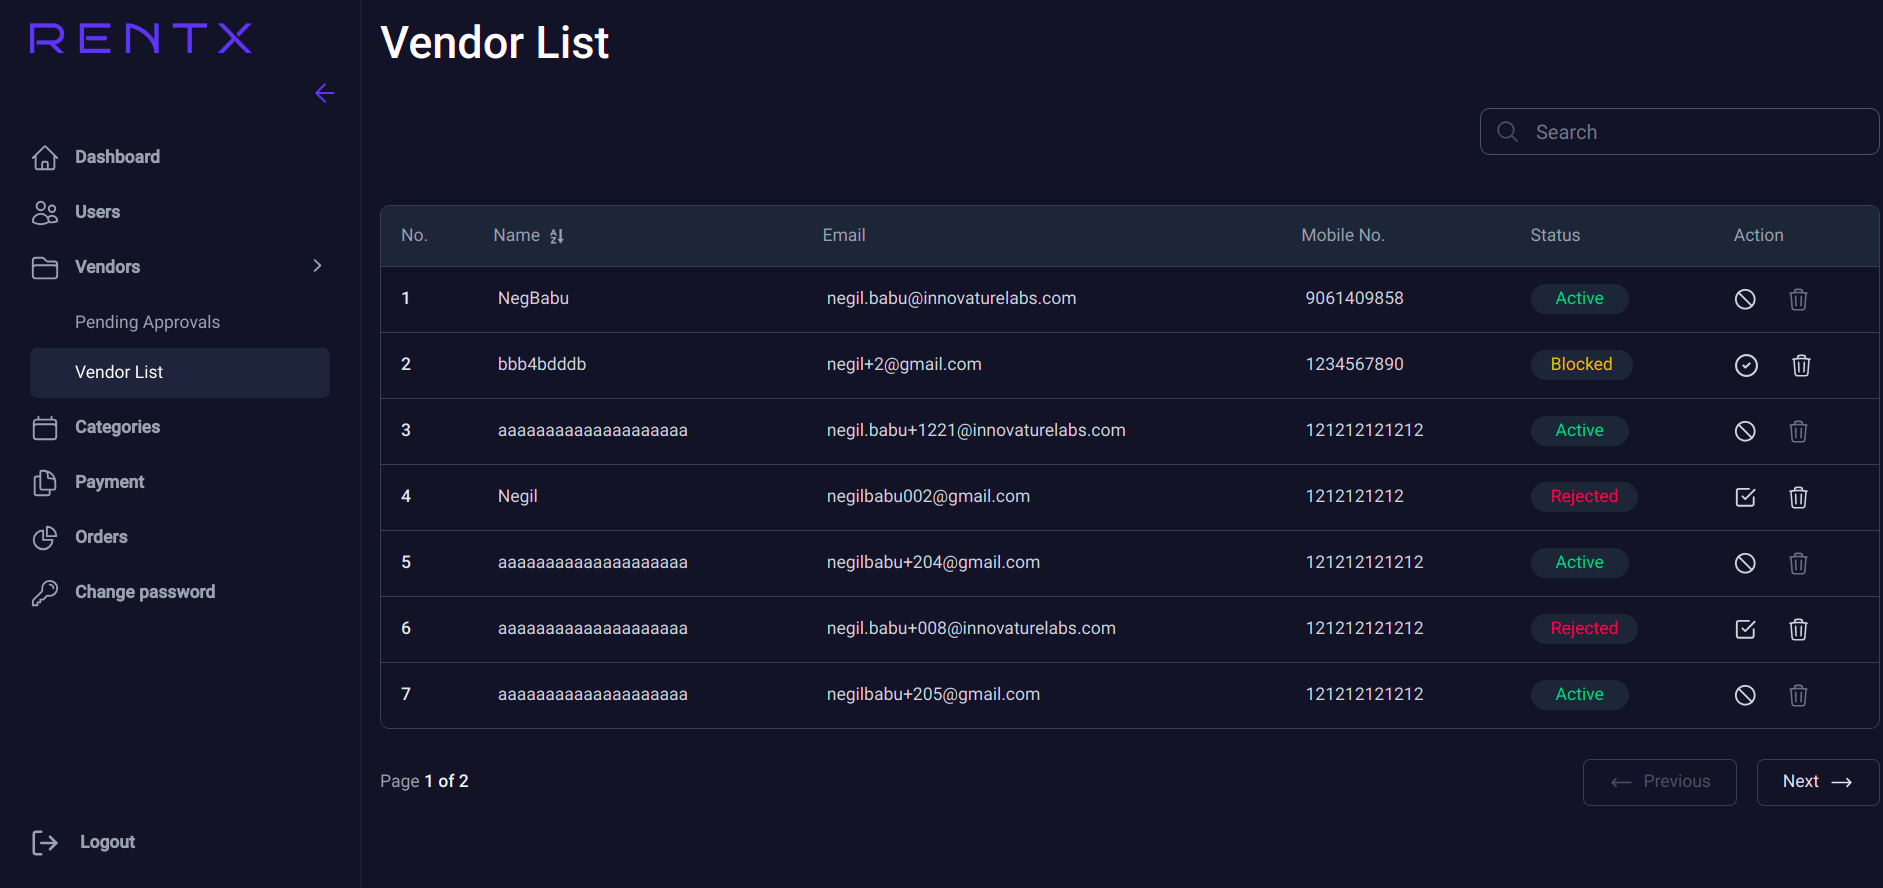 RENTX
Dashboard
Users
Vendors
Pending Approvals
Vendor List
Categories
Payment
Orders
Change password
Logout
Vendor List
Search
No. Name Email Mobile No. Status Action
1 NegBabu negil.babu@innovaturelabs.com 9061409858 Active
2 bbb4bdddb negil+2@gmail.com 1234567890 Blocked
3 aaaaaaaaaaaaaaaaaaaa negil.babu+1221@innovaturelabs.com 121212121212 Active
4 Negil negilbabu002@gmail.com 1212121212 Rejected
5 aaaaaaaaaaaaaaaaaaaa negilbabu+204@gmail.com 121212121212 Active
6 aaaaaaaaaaaaaaaaaaaa negil.babu+008@innovaturelabs.com 121212121212 Rejected
7 aaaaaaaaaaaaaaaaaaaa negilbabu+205@gmail.com 121212121212 Active
Page 1 of 2
Previous
Next